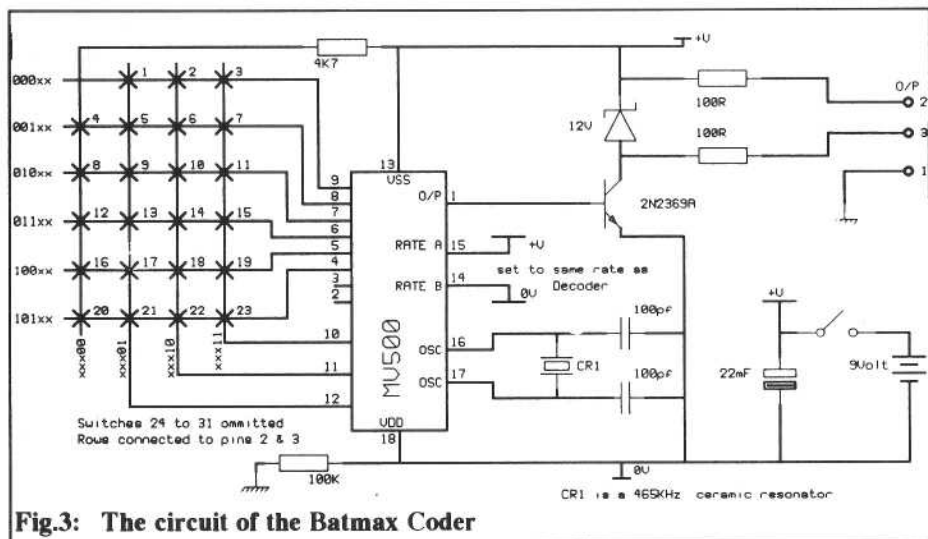 4K7
+U
000xx
1 2 3
100R
O/P
2
001xx
4 5 6 7
12V
100R
3
010xx
8 9 10 11
13
VSS
1
9
8
O/P 1
7
2N2369A
011xx
12 13 14 15
6
5
RATE A 15
+U
4
100xx
16 17 18 19
set to same rate as
Decoder
3
RATE B 14
0V
2
101xx
20 21 22 23
100pf
+U
xxx00
xxx01
xxx10
xxx11
10
MV500
OSC 16
CR1
11
OSC 17
100pf
22mF
9Volt
12
Switches 24 to 31 ommitted
Rows connected to pins 2 & 3
VDD
18
100K
0V
CR1 is a 465KHz ceramic resonator
Fig.3: The circuit of the Batmax Coder